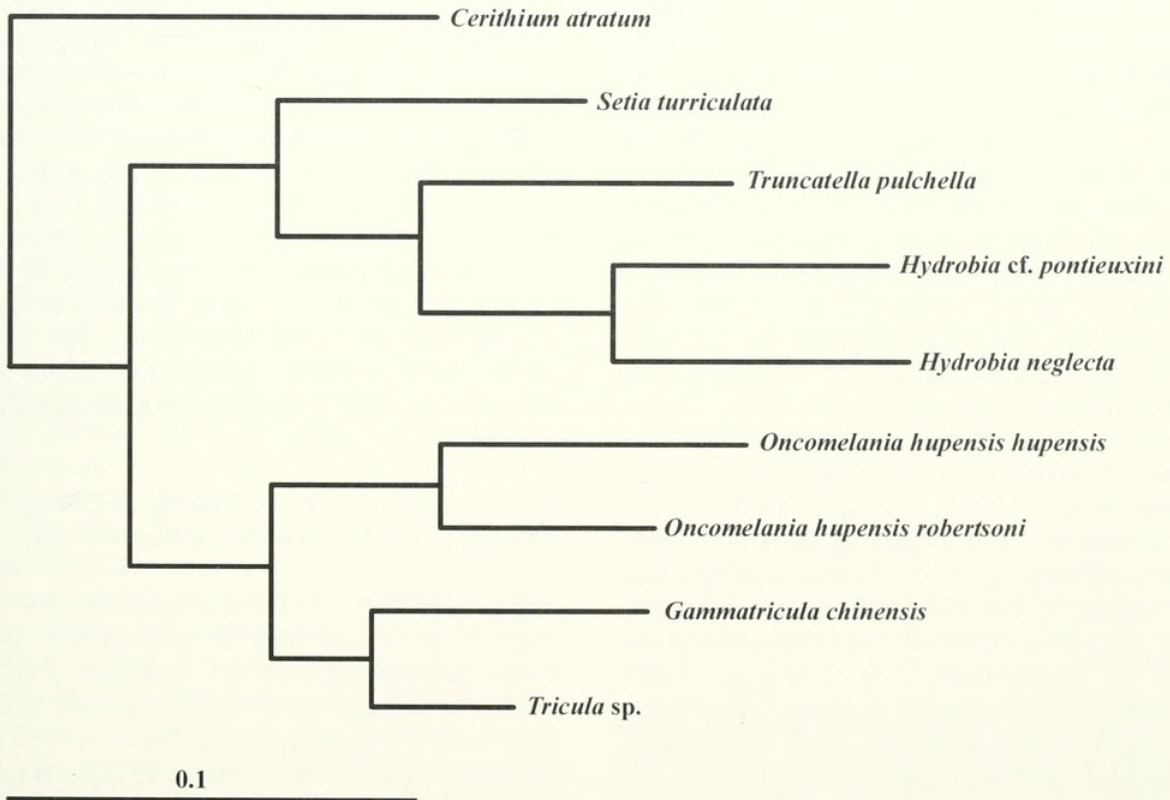 Cerithium atratum
Setia turriculata
Truncatella pulchella
Hydrobia cf. pontieuxini
Hydrobia neglecta
Oncomelania hupensis hupensis
Oncomelania hupensis robertsoni
Gammatricula chinensis
Tricula sp.
0.1